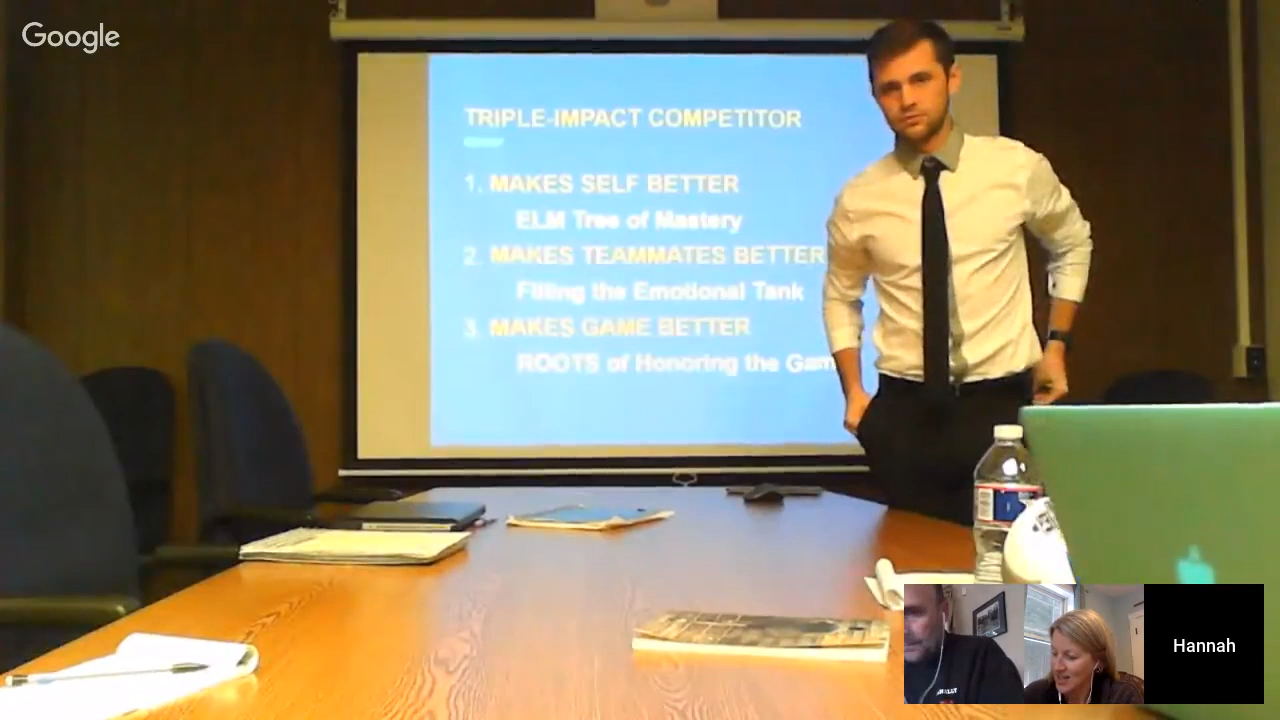 Google
TRIPLE-IMPACT COMPETITOR
1. MAKES SELF BETTER
ELM Tree of Mastery
2. MAKES TEAMMATES BETTER
Filling the Emotional Tank
3. MAKES GAME BETTER
ROOTS of Honoring the Gam
Hannah